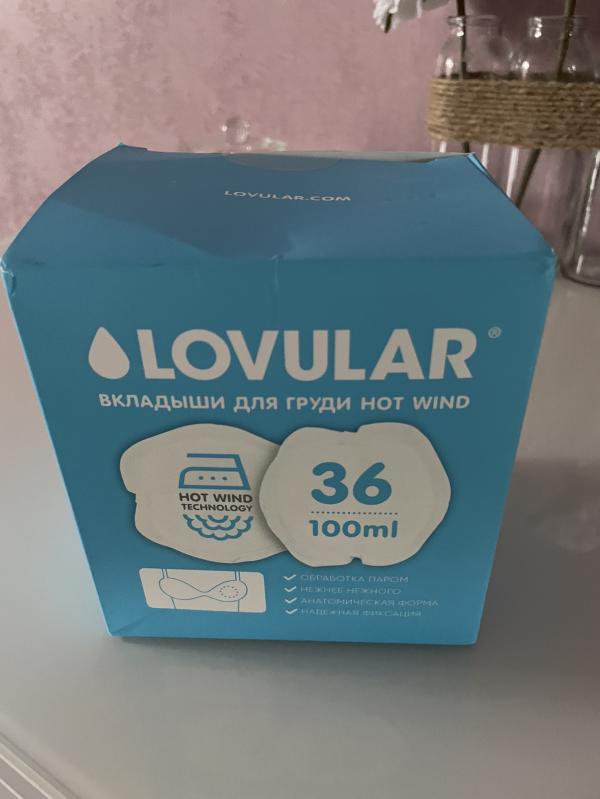 LOVULAR.COM
LOVULAR®
ВКЛАДЫШИ ДЛЯ ГРУДИ HOT WIND
HOT WIND
TECHNOLOGY
36
100ml
ОБРАБОТКА ПАРОМ
НЕЖНЕЕ НЕЖНОГО
АНАТОМИЧЕСКАЯ ФОРМА
НАДЕЖНАЯ ФИКСАЦИЯ